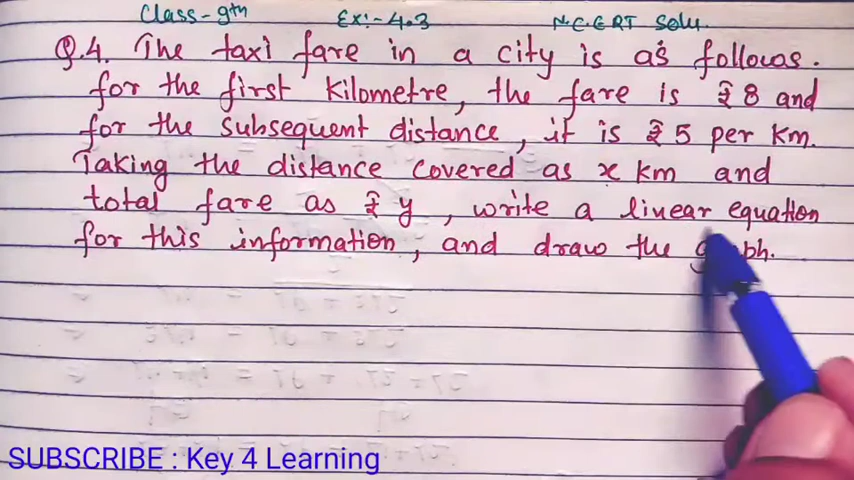 Class-9th Ex:-4.3 N.C.E.RT Solu.
Q.4. The taxi fare in a city is as follows.
for the first kilometre, the fare is ₹8 and
for the subsequent distance, it is ₹5 per km.
Taking the distance covered as x km and
total fare as ₹y, write a linear equation
for this information, and draw the graph.
SUBSCRIBE : Key 4 Learning